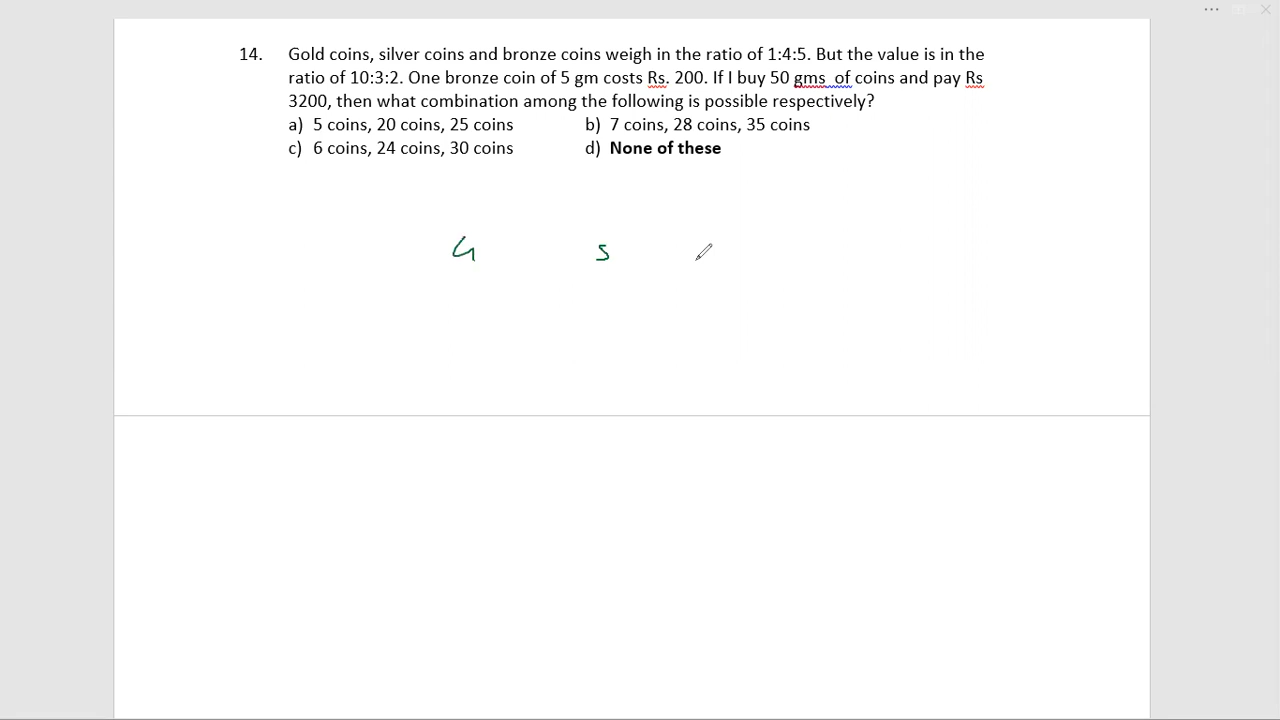 14. Gold coins, silver coins and bronze coins weigh in the ratio of 1:4:5. But the value is in the
ratio of 10:3:2. One bronze coin of 5 gm costs Rs. 200. If I buy 50 gms of coins and pay Rs
3200, then what combination among the following is possible respectively?
a) 5 coins, 20 coins, 25 coins b) 7 coins, 28 coins, 35 coins
c) 6 coins, 24 coins, 30 coins d) None of these
G S